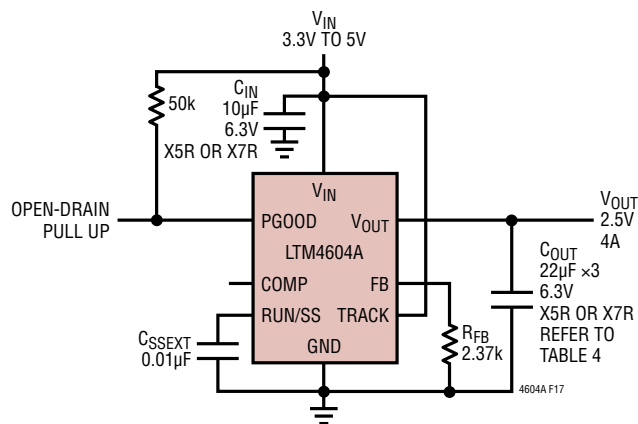 VIN
3.3V TO 5V
50k
CIN
10µF
6.3V
X5R OR X7R
OPEN-DRAIN
PULL UP
VIN
PGOOD
VOUT
LTM4604A
COMP
FB
RUN/SS
TRACK
GND
CSSEXT
0.01µF
RFB
2.37k
VOUT
2.5V
4A
COUT
22µF ×3
6.3V
X5R OR X7R
REFER TO
TABLE 4
4604A F17